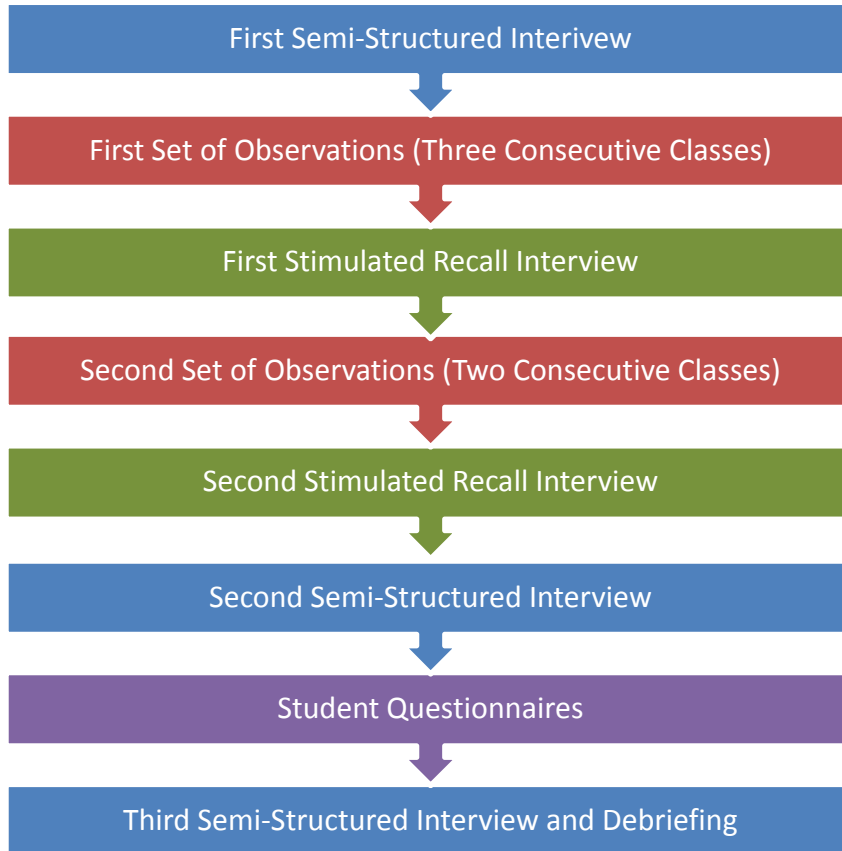 First Semi-Structured Interivew
First Set of Observations (Three Consecutive Classes)
First Stimulated Recall Interview
Second Set of Observations (Two Consecutive Classes)
Second Stimulated Recall Interview
Second Semi-Structured Interview
Student Questionnaires
Third Semi-Structured Interview and Debriefing